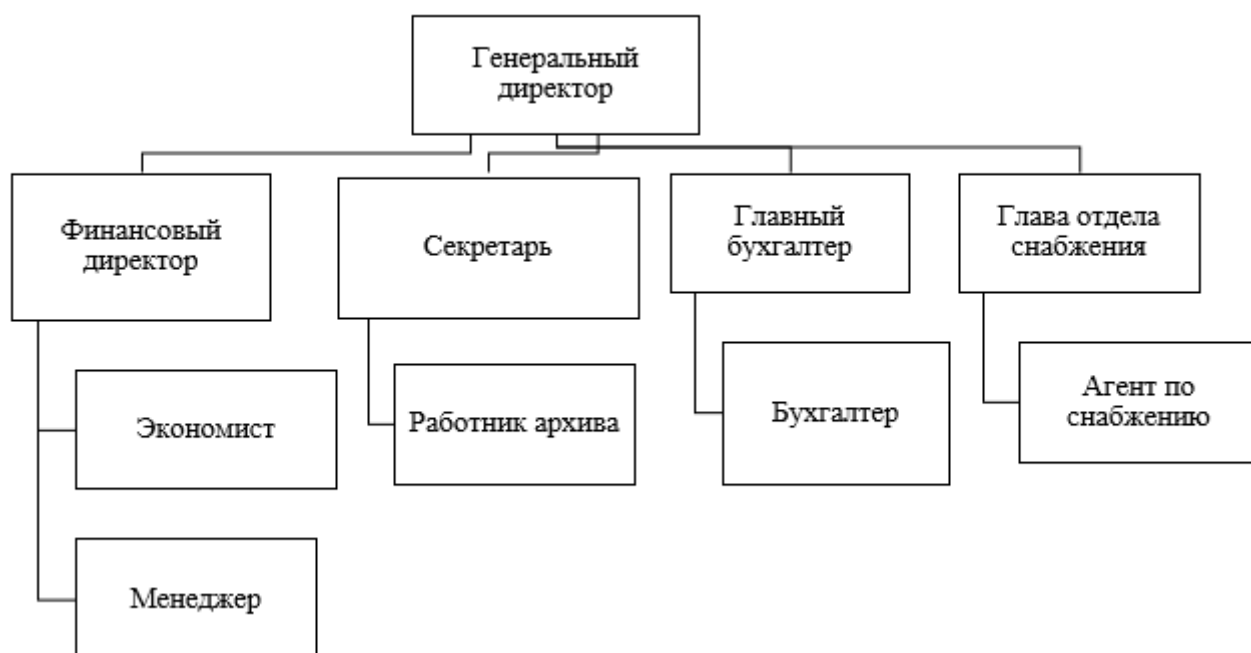 Генеральный
директор
Финансовый
директор
Секретарь
Главный
бухгалтер
Глава отдела
снабжения
Экономист
Работник архива
Бухгалтер
Агент по
снабжению
Менеджер